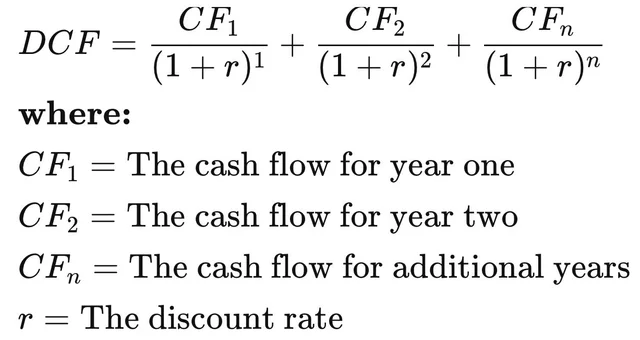 DCF = CF₁/(1 + r)¹ + CF₂/(1 + r)² + CFₙ/(1 + r)ⁿ
where:
CF₁ = The cash flow for year one
CF₂ = The cash flow for year two
CFₙ = The cash flow for additional years
r = The discount rate